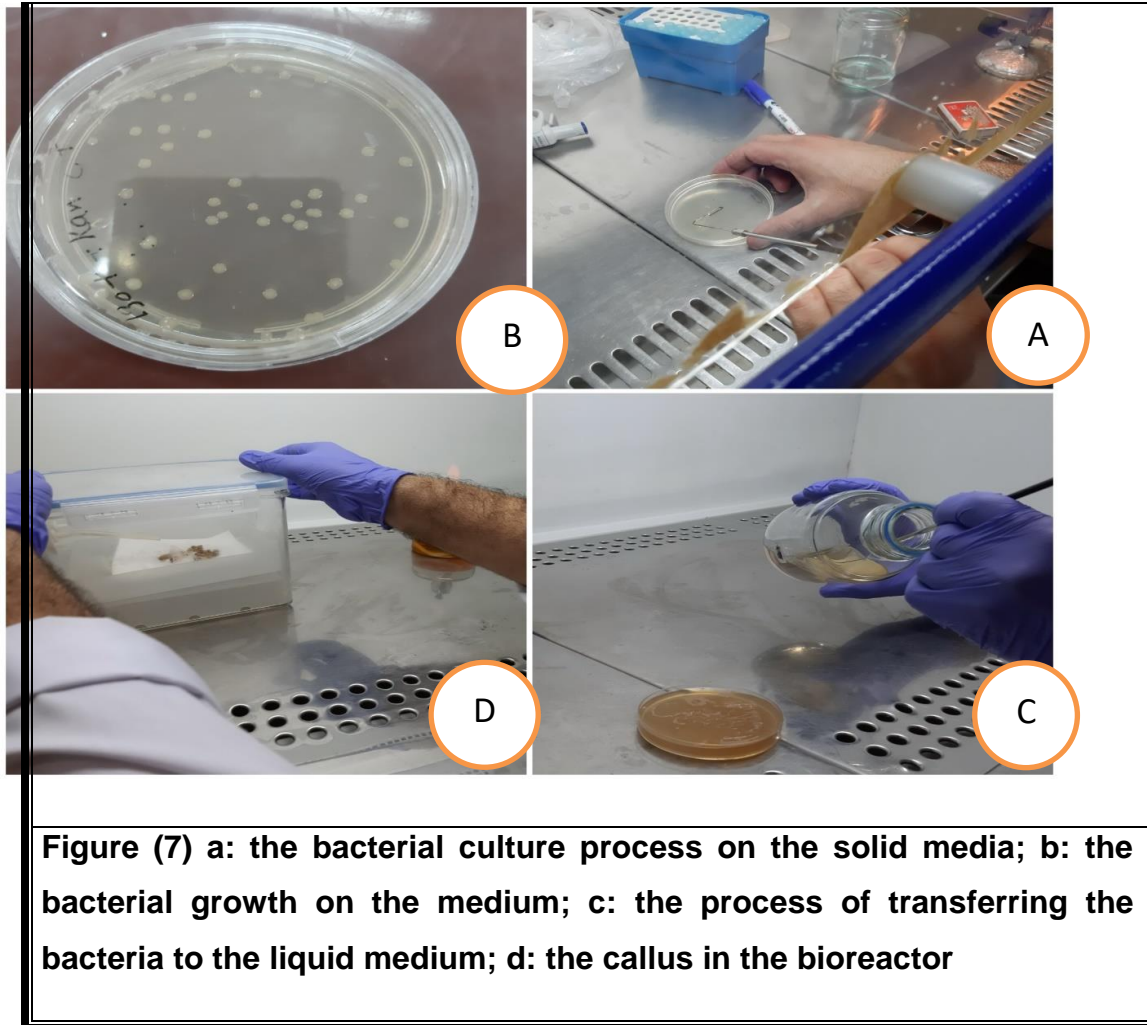 B
A
D
C
Figure (7) a: the bacterial culture process on the solid media; b: the
bacterial growth on the medium; c: the process of transferring the
bacteria to the liquid medium; d: the callus in the bioreactor